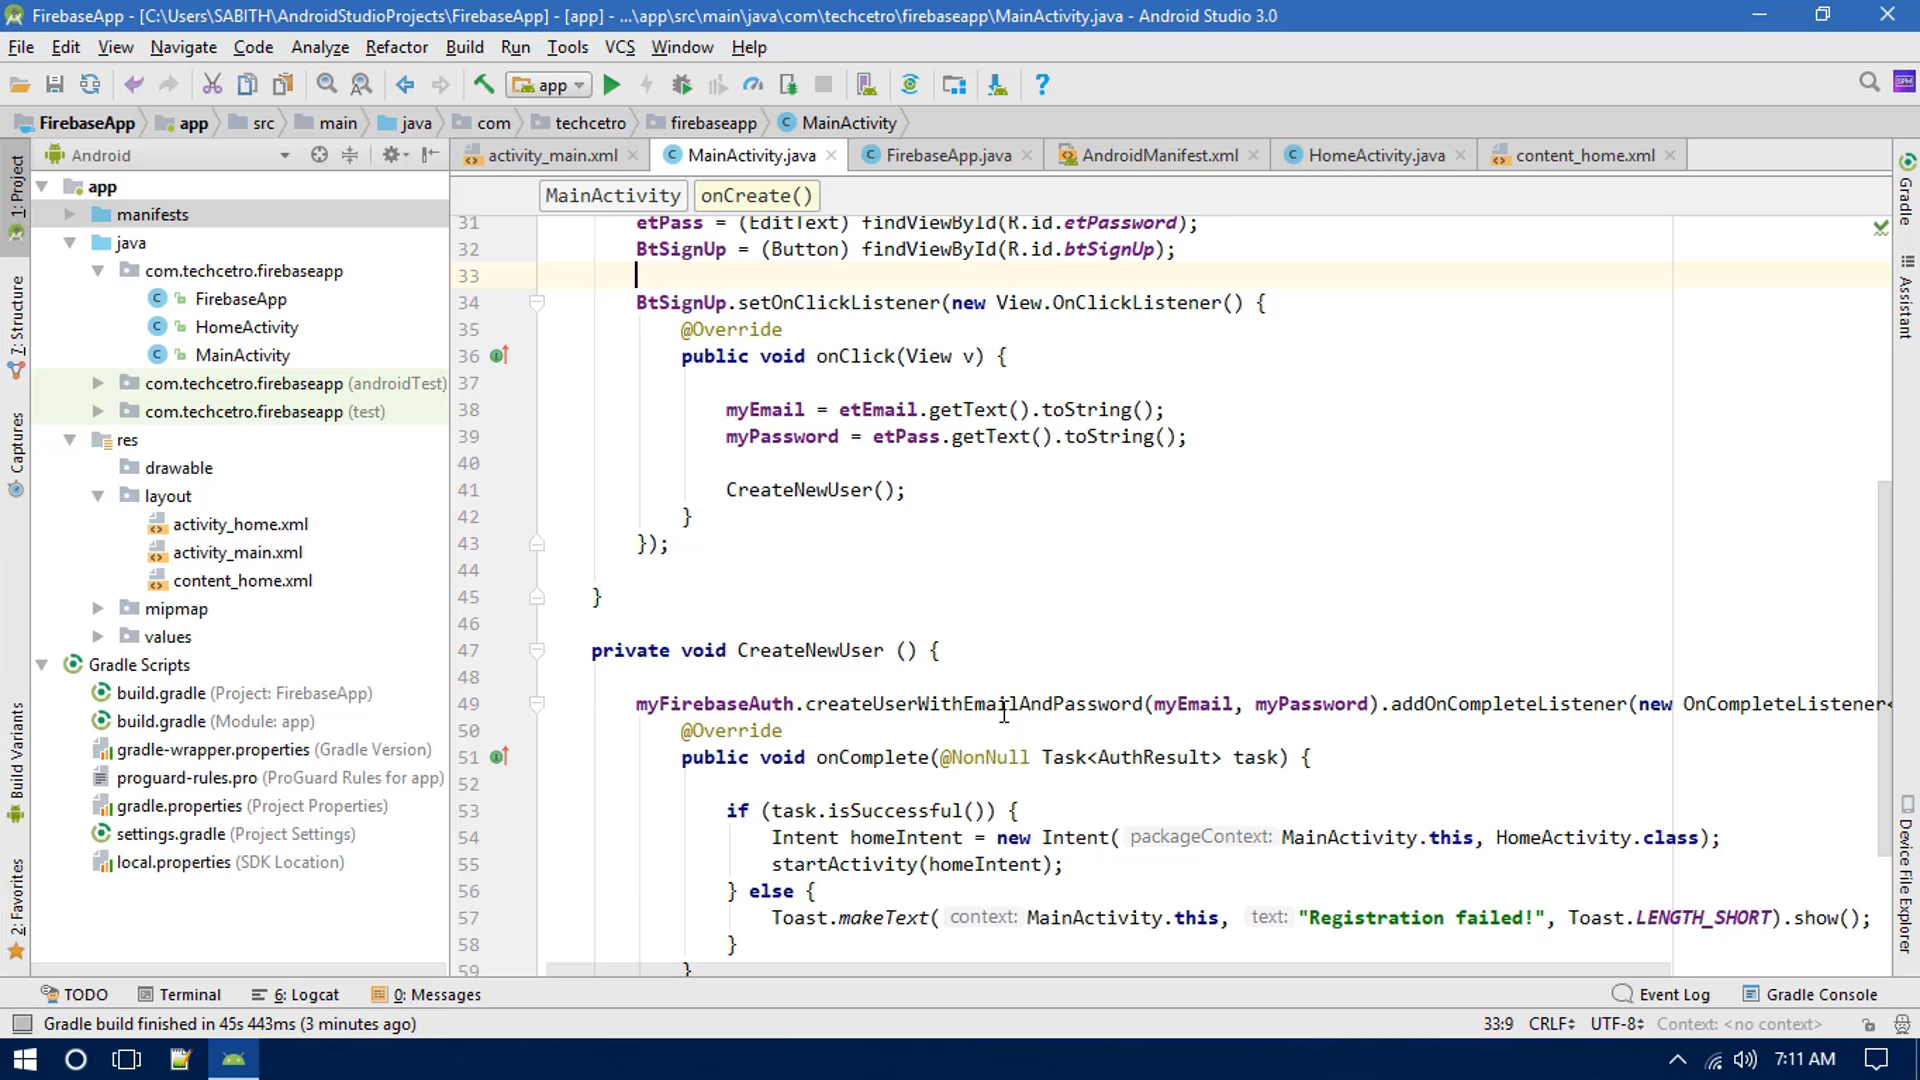 FirebaseApp - [C:\Users\SABITH\AndroidStudioProjects\FirebaseApp] - [app] - ...\app\src\main\java\com\techcetro\firebaseapp\MainActivity.java - Android Studio 3.0
File Edit View Navigate Code Analyze Refactor Build Run Tools VCS Window Help
app
FirebaseApp app src main java com techcetro firebaseapp MainActivity
Android
activity_main.xml MainActivity.java FirebaseApp.java AndroidManifest.xml HomeActivity.java content_home.xml
MainActivity onCreate()
1: Project
7: Structure
Captures
Build Variants
2: Favorites
app
manifests
java
com.techcetro.firebaseapp
FirebaseApp
HomeActivity
MainActivity
com.techcetro.firebaseapp (androidTest)
com.techcetro.firebaseapp (test)
res
drawable
layout
activity_home.xml
activity_main.xml
content_home.xml
mipmap
values
Gradle Scripts
build.gradle (Project: FirebaseApp)
build.gradle (Module: app)
gradle-wrapper.properties (Gradle Version)
proguard-rules.pro (ProGuard Rules for app)
gradle.properties (Project Properties)
settings.gradle (Project Settings)
local.properties (SDK Location)
31 etPass = (EditText) findViewById(R.id.etPassword);
32 BtSignUp = (Button) findViewById(R.id.btSignUp);
33
34 BtSignUp.setOnClickListener(new View.OnClickListener() {
35 @Override
36 public void onClick(View v) {
37
38 myEmail = etEmail.getText().toString();
39 myPassword = etPass.getText().toString();
40
41 CreateNewUser();
42 }
43 });
44
45 }
46
47 private void CreateNewUser () {
48
49 myFirebaseAuth.createUserWithEmailAndPassword(myEmail, myPassword).addOnCompleteListener(new OnCompleteListener<
50 @Override
51 public void onComplete(@NonNull Task<AuthResult> task) {
52
53 if (task.isSuccessful()) {
54 Intent homeIntent = new Intent( packageContext: MainActivity.this, HomeActivity.class);
55 startActivity(homeIntent);
56 } else {
57 Toast.makeText( context: MainActivity.this, text: "Registration failed!", Toast.LENGTH_SHORT).show();
58 }
59 }
Gradle
Assistant
Device File Explorer
TODO Terminal 6: Logcat 0: Messages Event Log Gradle Console
Gradle build finished in 45s 443ms (3 minutes ago) 33:9 CRLF UTF-8 Context: <no context>
7:11 AM